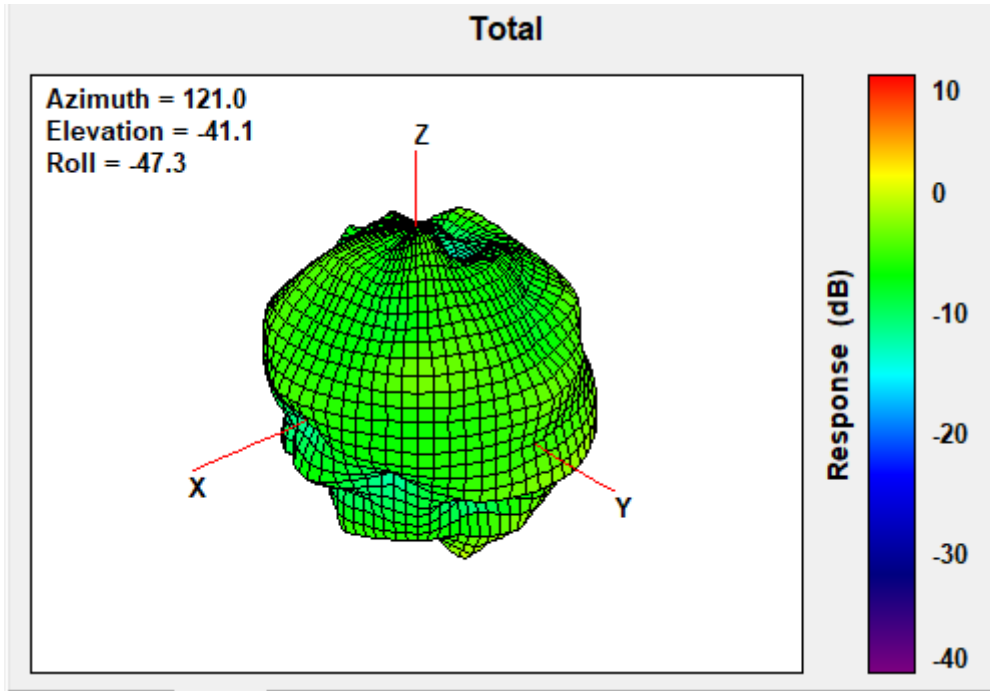 Total
Azimuth = 121.0
Elevation = -41.1
Roll = -47.3
Z
X
Y
Response (dB)
10
0
-10
-20
-30
-40